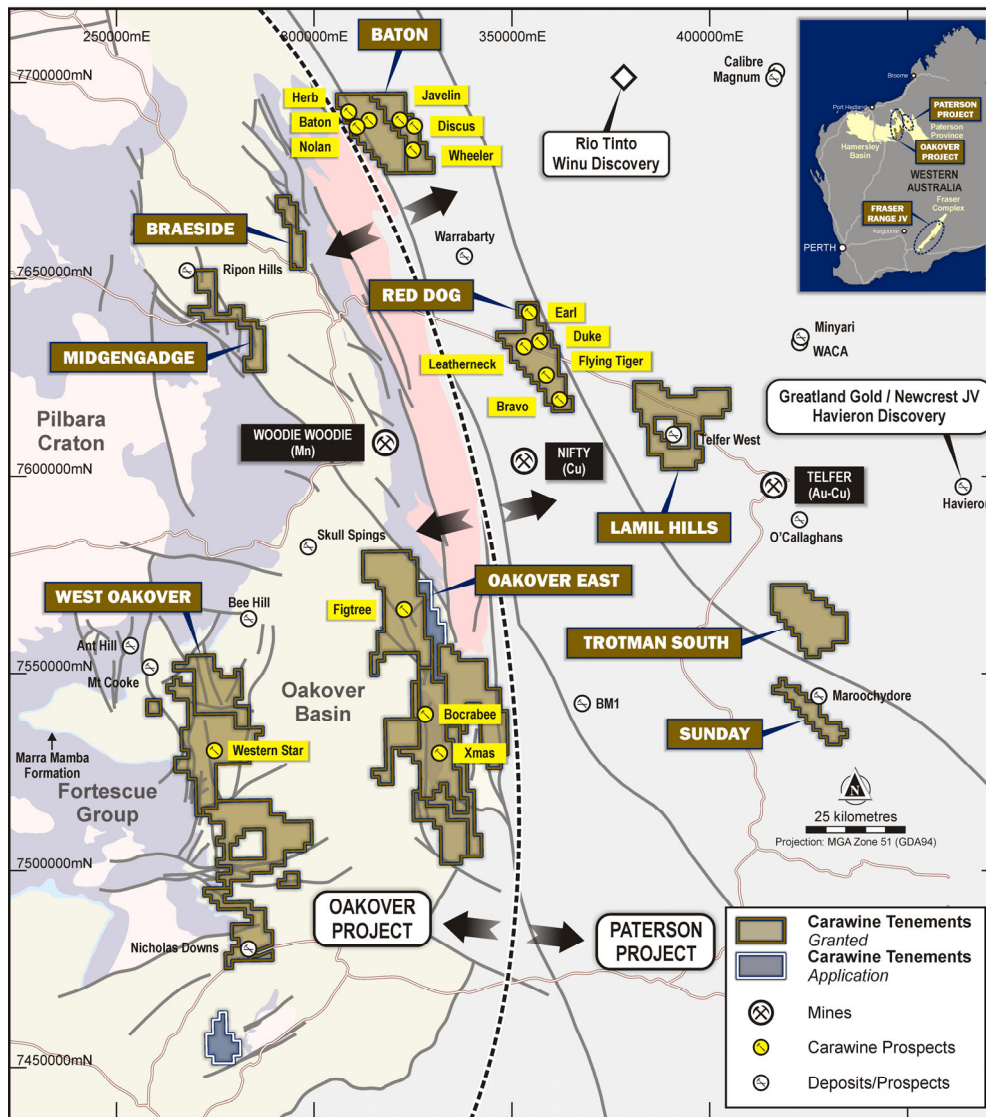 250000mE
300000mE
350000mE
400000mE
7700000mN
7650000mN
7600000mN
7550000mN
7500000mN
7450000mN
BATON
Herb
Baton
Nolan
Javelin
Discus
Wheeler
Calibre
Magnum
Rio Tinto
Winu Discovery
Broome
Port Hedland
PATERSON
PROJECT
Paterson
Province
Hamersley
Basin
OAKOVER
PROJECT
WESTERN
AUSTRALIA
FRASER
RANGE JV
Fraser
Complex
Kalgoorlie
PERTH
BRAESIDE
Warrabarty
Ripon Hills
RED DOG
Earl
Duke
Flying Tiger
Leatherneck
Bravo
MIDGENGADGE
Minyari
WACA
Greatland Gold / Newcrest JV
Havieron Discovery
Pilbara
Craton
WOODIE WOODIE
(Mn)
NIFTY
(Cu)
Telfer West
TELFER
(Au-Cu)
Havieron
O'Callaghans
LAMIL HILLS
Skull Spings
OAKOVER EAST
WEST OAKOVER
Bee Hill
Figtree
Ant Hill
Mt Cooke
TROTMAN SOUTH
Oakover
Basin
Bocrabee
BM1
Maroochydore
SUNDAY
Western Star
Xmas
Marra Mamba
Formation
Fortescue
Group
N
25 kilometres
Projection: MGA Zone 51 (GDA94)
OAKOVER
PROJECT
PATERSON
PROJECT
Nicholas Downs
Carawine Tenements
Granted
Carawine Tenements
Application
Mines
Carawine Prospects
Deposits/Prospects